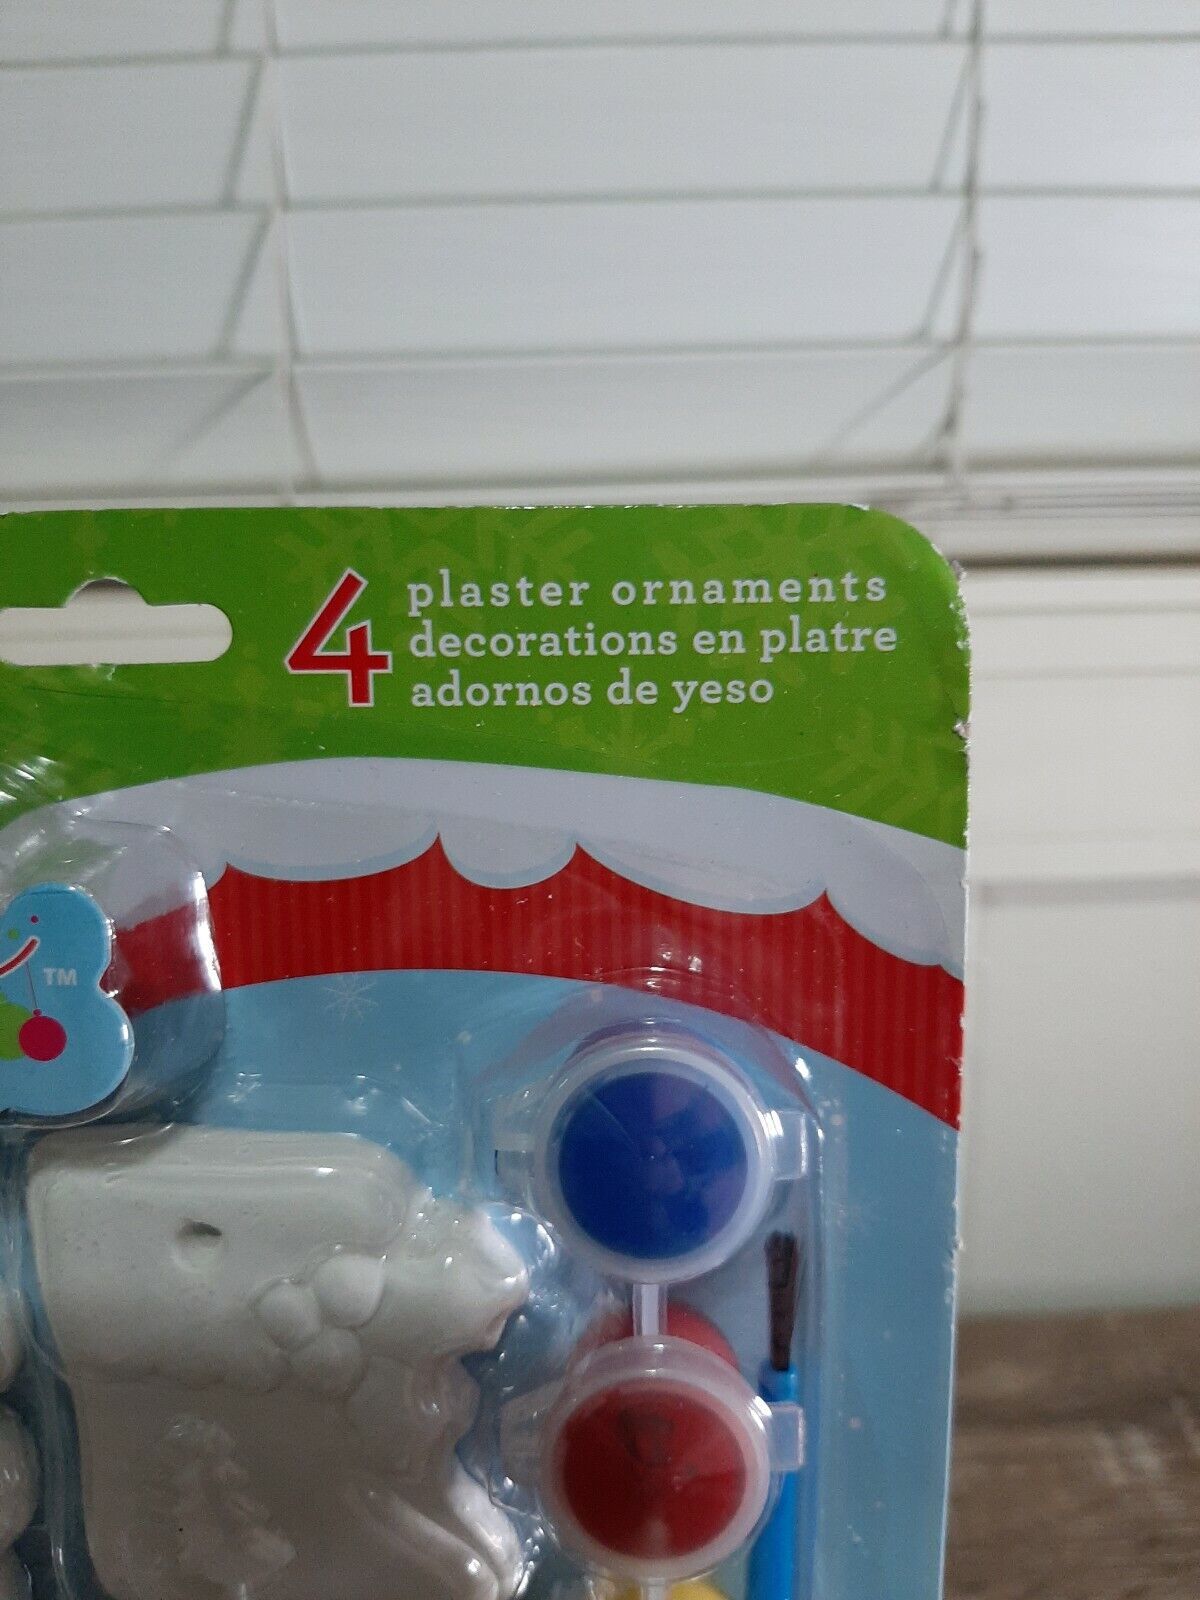 4 plaster ornaments
decorations en platre
adornos de yeso
TM